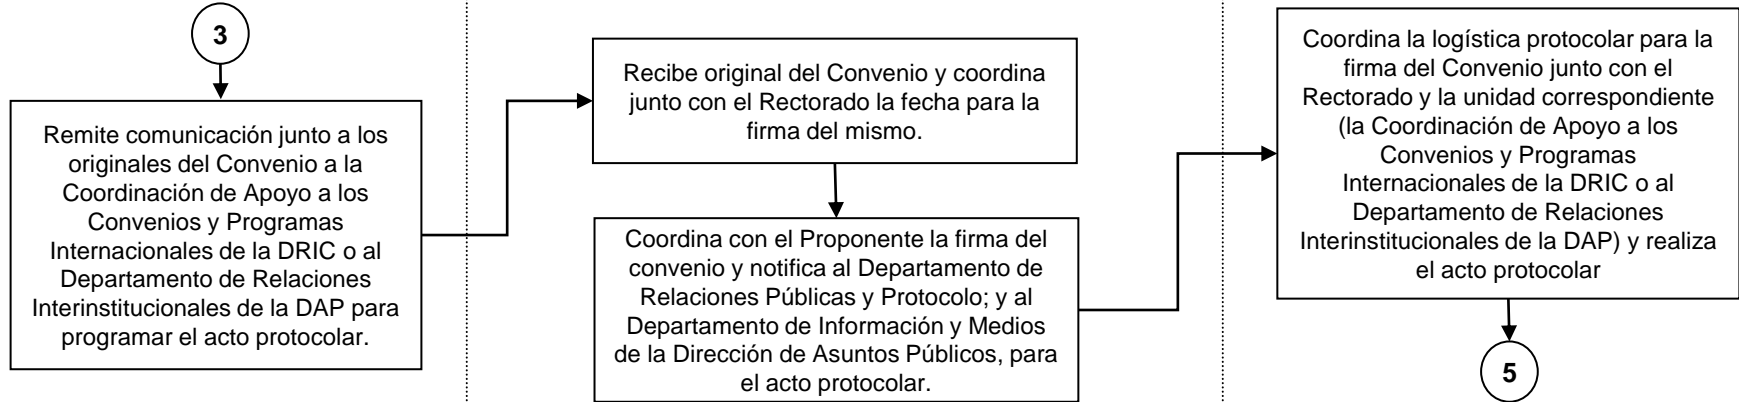 3
Remite comunicación junto a los
originales del Convenio a la
Coordinación de Apoyo a los
Convenios y Programas
Internacionales de la DRIC o al
Departamento de Relaciones
Interinstitucionales de la DAP para
programar el acto protocolar.
Recibe original del Convenio y coordina
junto con el Rectorado la fecha para la
firma del mismo.
Coordina con el Proponente la firma del
convenio y notifica al Departamento de
Relaciones Públicas y Protocolo; y al
Departamento de Información y Medios
de la Dirección de Asuntos Públicos, para
el acto protocolar.
Coordina la logística protocolar para la
firma del Convenio junto con el
Rectorado y la unidad correspondiente
(la Coordinación de Apoyo a los
Convenios y Programas
Internacionales de la DRIC o al
Departamento de Relaciones
Interinstitucionales de la DAP) y realiza
el acto protocolar
5